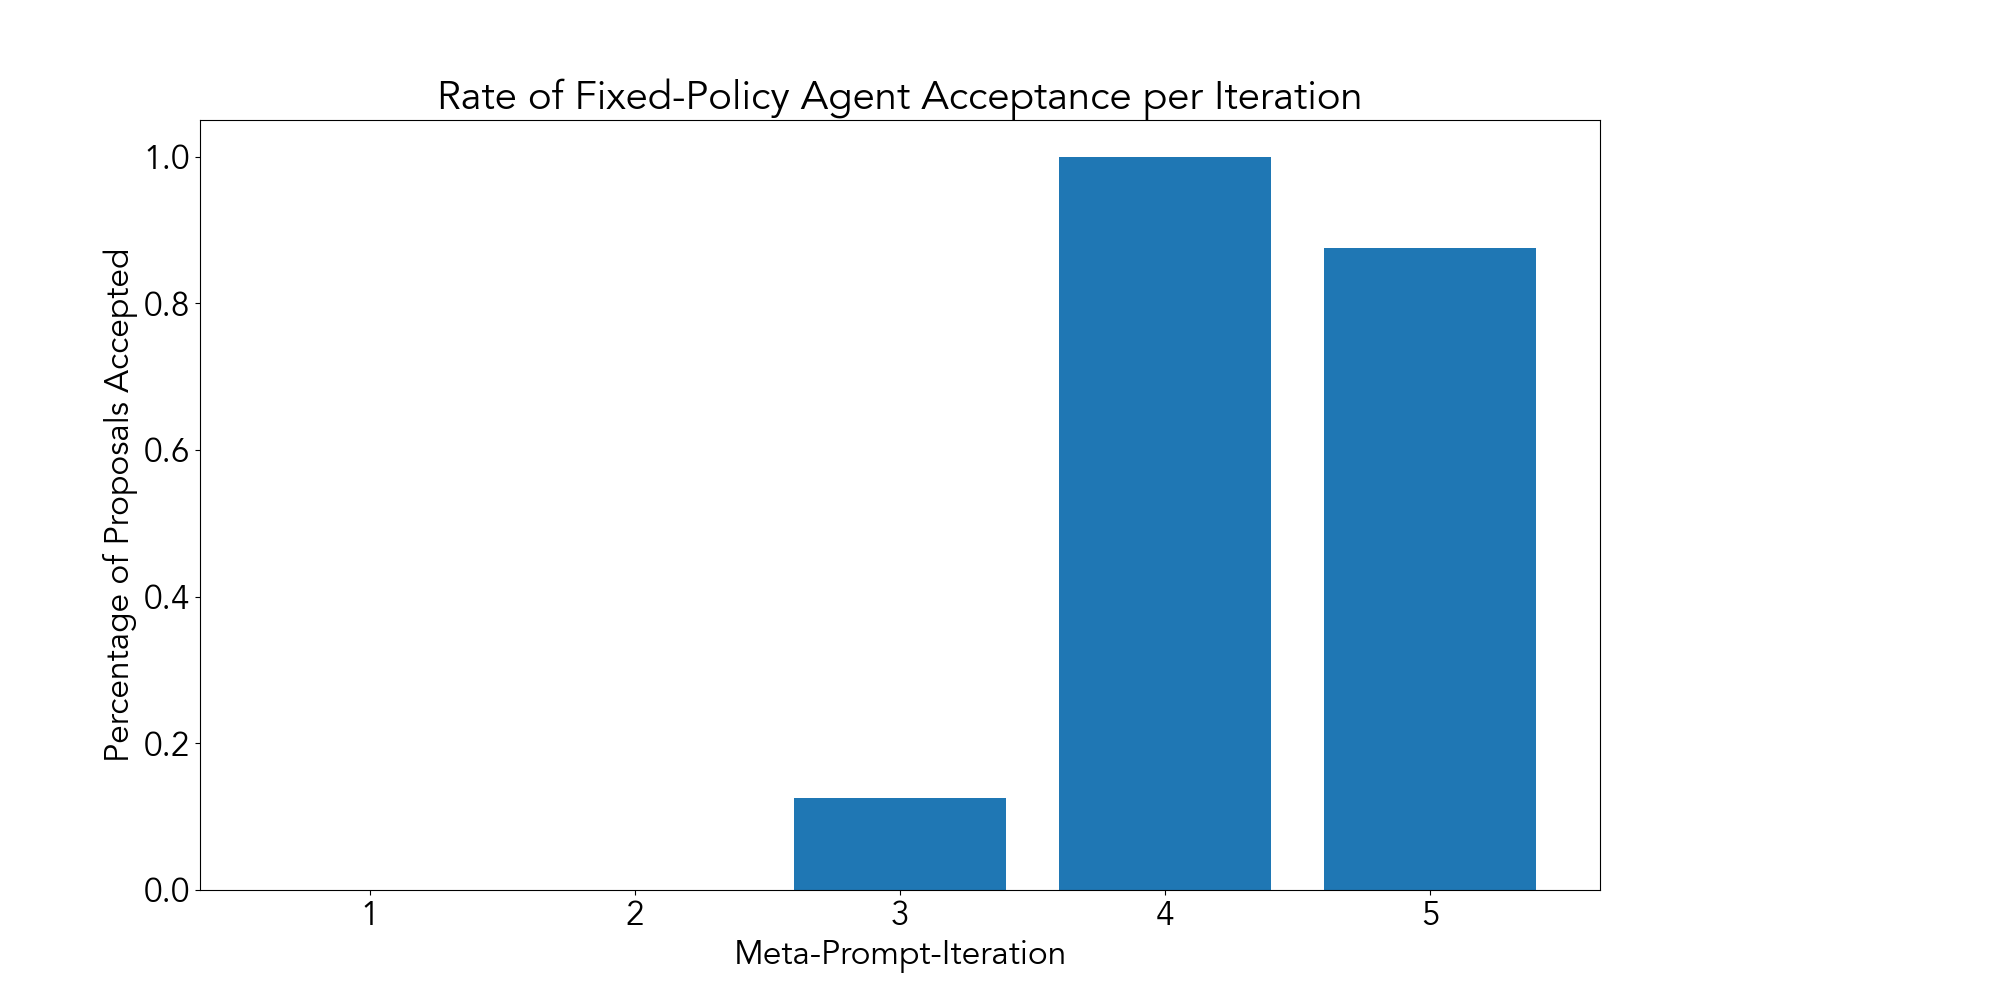 Rate of Fixed-Policy Agent Acceptance per Iteration
Percentage of Proposals Accepted
1.0
0.8
0.6
0.4
0.2
0.0
1 2 3 4 5
Meta-Prompt-Iteration